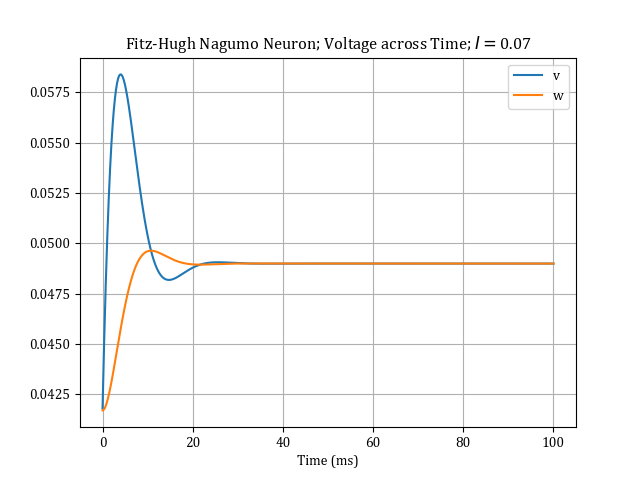 Fitz-Hugh Nagumo Neuron; Voltage across Time; I = 0.07
v
w
0.0575
0.0550
0.0525
0.0500
0.0475
0.0450
0.0425
0 20 40 60 80 100
Time (ms)